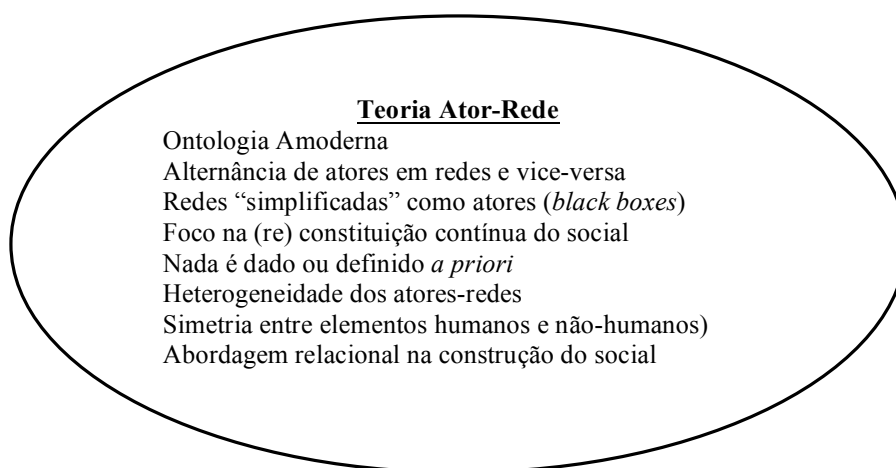 Teoria Ator-Rede
Ontologia Amoderna
Alternância de atores em redes e vice-versa
Redes “simplificadas” como atores (black boxes)
Foco na (re) constituição contínua do social
Nada é dado ou definido a priori
Heterogeneidade dos atores-redes
Simetria entre elementos humanos e não-humanos)
Abordagem relacional na construção do social